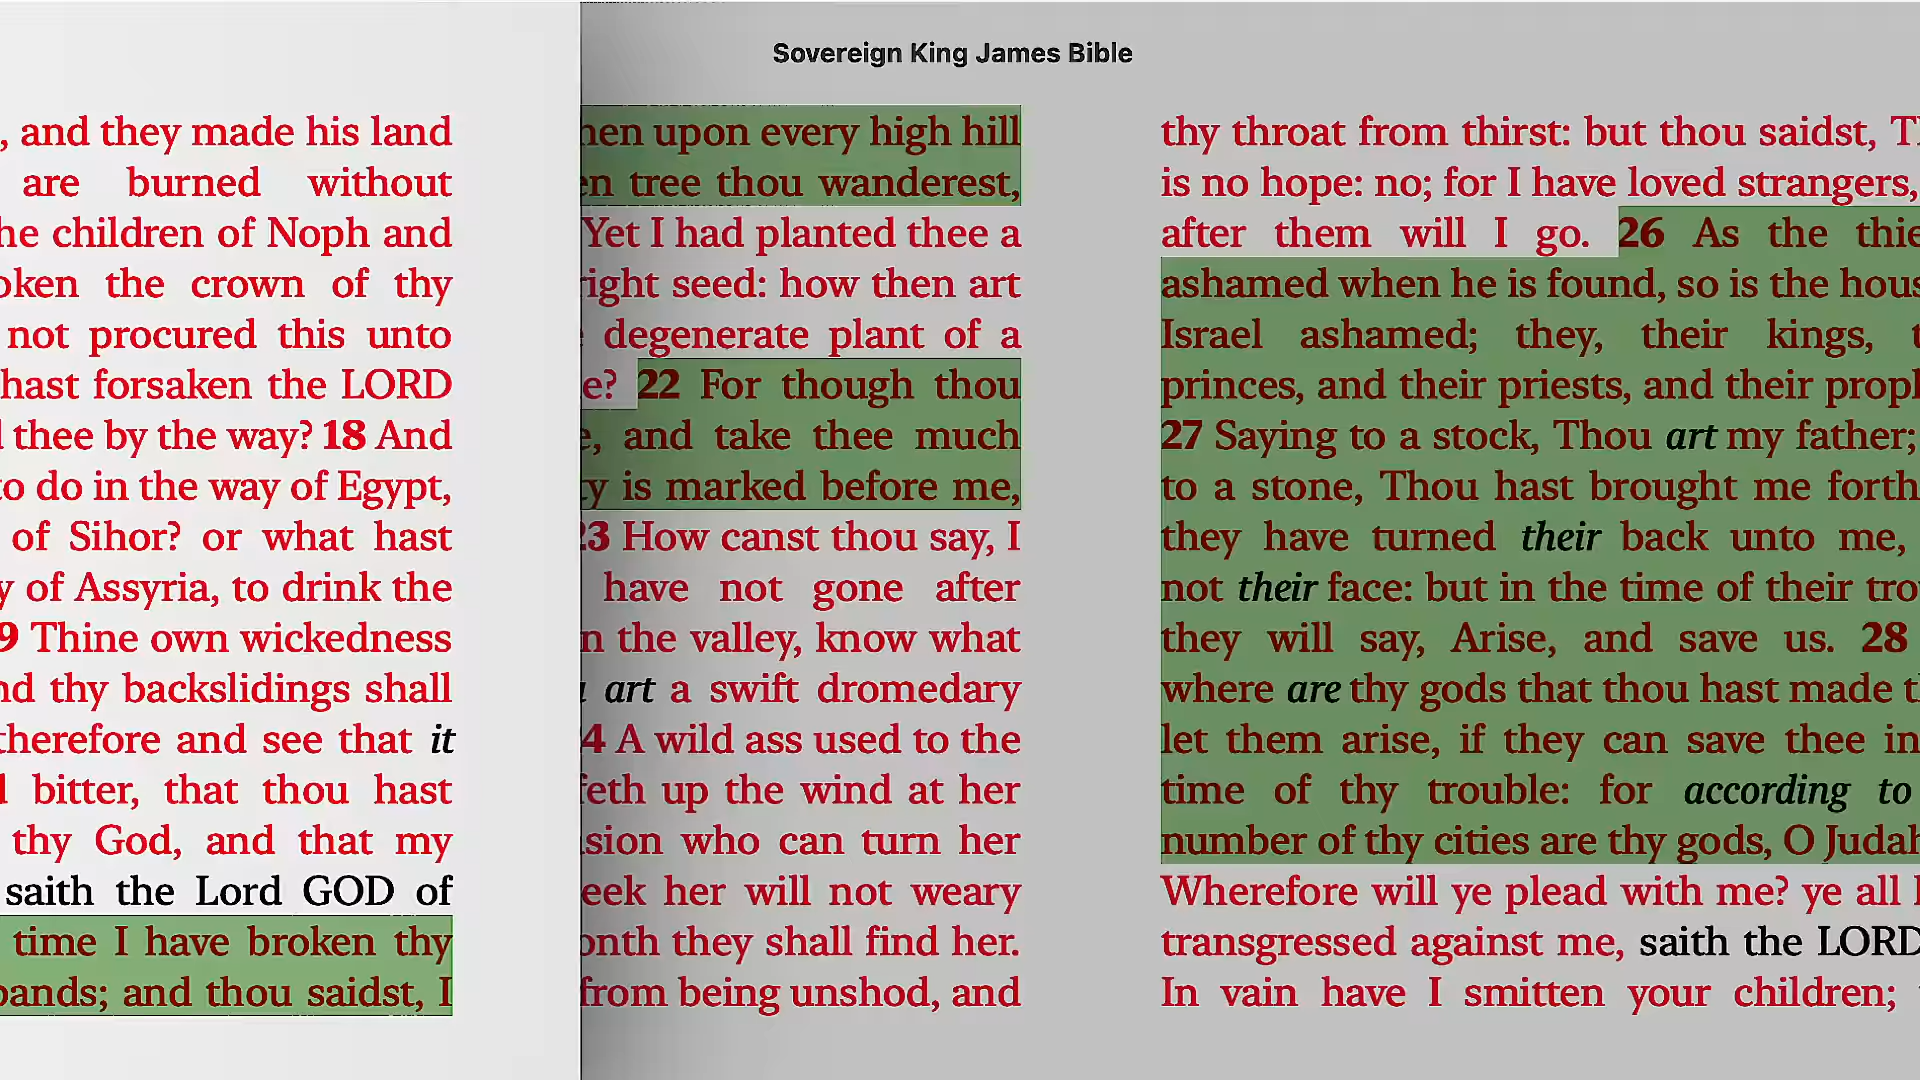 Sovereign King James Bible
, and they made his land
are burned without
he children of Noph and
oken the crown of thy
not procured this unto
hast forsaken the LORD
thee by the way? 18 And
to do in the way of Egypt,
of Sihor? or what hast
y of Assyria, to drink the
9 Thine own wickedness
nd thy backslidings shall
therefore and see that it
bitter, that thou hast
thy God, and that my
saith the Lord GOD of
time I have broken thy
bands; and thou saidst, I
hen upon every high hill
en tree thou wanderest,
Yet I had planted thee a
right seed: how then art
degenerate plant of a
e? 22 For though thou
e, and take thee much
ty is marked before me,
23 How canst thou say, I
have not gone after
n the valley, know what
art a swift dromedary
4 A wild ass used to the
feth up the wind at her
sion who can turn her
eek her will not weary
onth they shall find her.
from being unshod, and
thy throat from thirst: but thou saidst, T
is no hope: no; for I have loved strangers,
after them will I go. 26 As the thie
ashamed when he is found, so is the hous
Israel ashamed; they, their kings, t
princes, and their priests, and their proph
27 Saying to a stock, Thou art my father;
to a stone, Thou hast brought me forth
they have turned their back unto me,
not their face: but in the time of their tro
they will say, Arise, and save us. 28
where are thy gods that thou hast made t
let them arise, if they can save thee in
time of thy trouble: for according to
number of thy cities are thy gods, O Judah
Wherefore will ye plead with me? ye all
transgressed against me, saith the LORD
In vain have I smitten your children;